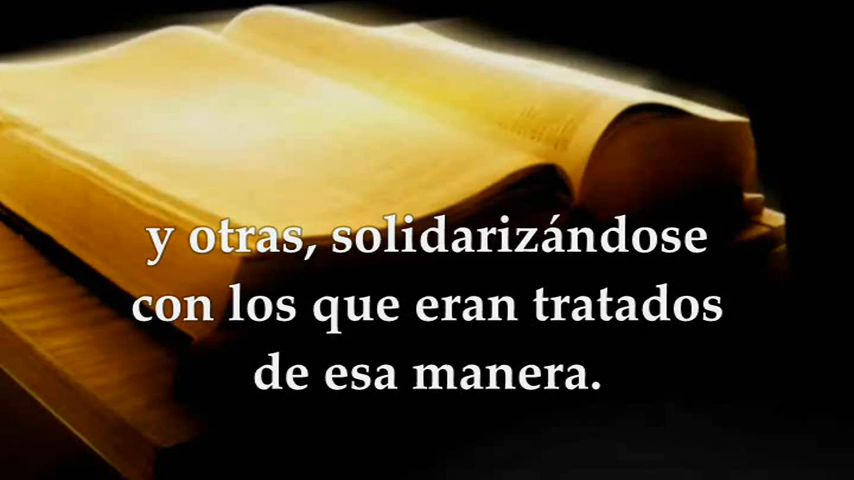 y otras, solidarizándose
con los que eran tratados
de esa manera.